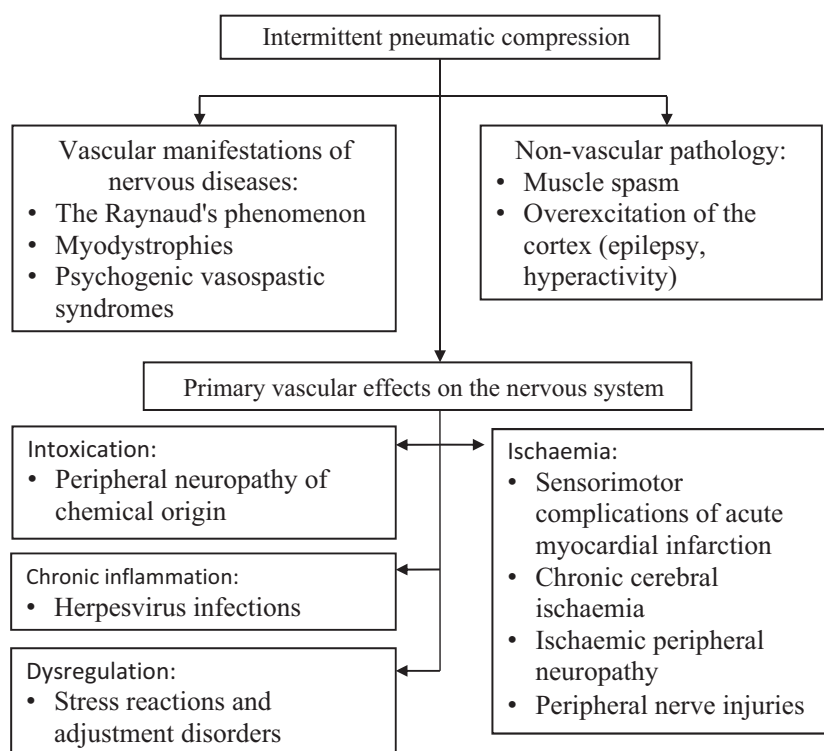 Intermittent pneumatic compression
Vascular manifestations of
nervous diseases:
• The Raynaud's phenomenon
• Myodystrophies
• Psychogenic vasospastic
syndromes
Non-vascular pathology:
• Muscle spasm
• Overexcitation of the
cortex (epilepsy,
hyperactivity)
Primary vascular effects on the nervous system
Intoxication:
• Peripheral neuropathy of
chemical origin
Chronic inflammation:
• Herpesvirus infections
Dysregulation:
• Stress reactions and
adjustment disorders
Ischaemia:
• Sensorimotor
complications of acute
myocardial infarction
• Chronic cerebral
ischaemia
• Ischaemic peripheral
neuropathy
• Peripheral nerve injuries